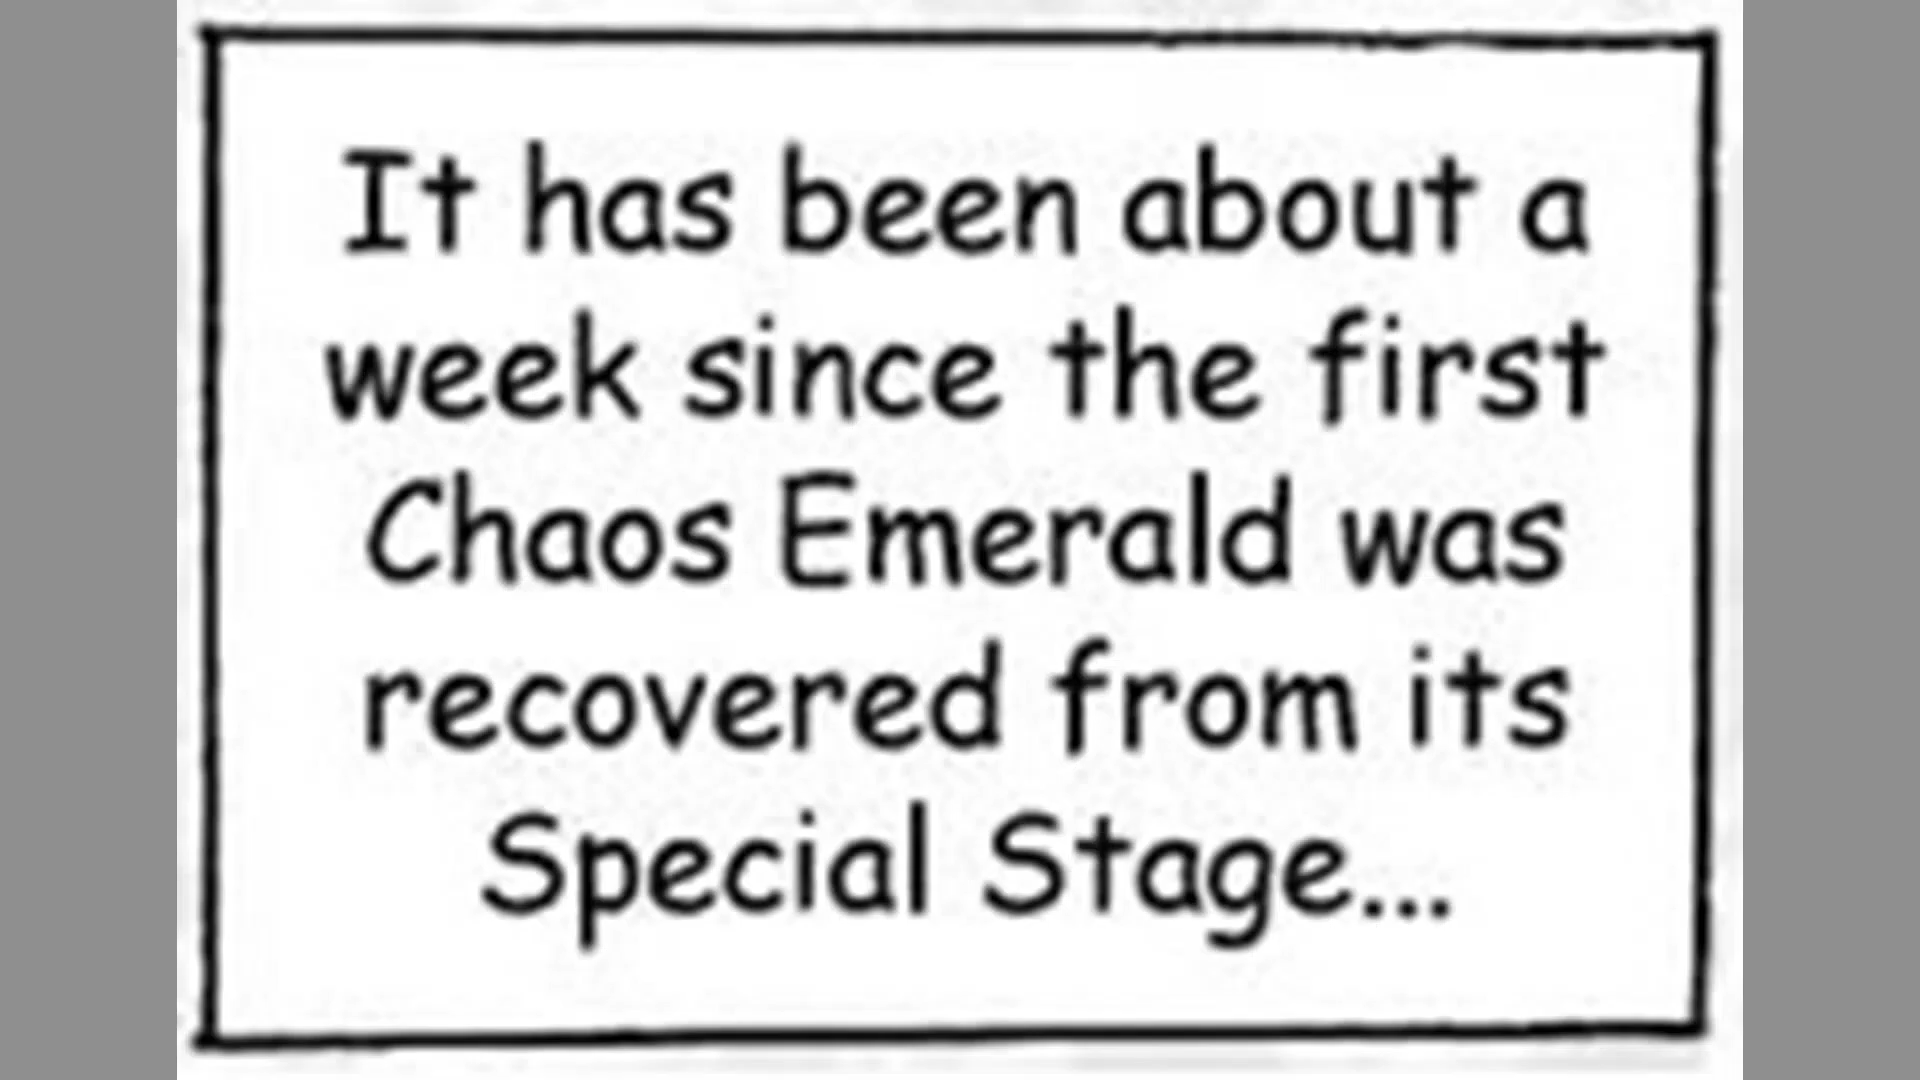 It has been about a
week since the first
Chaos Emerald was
recovered from its
Special Stage...